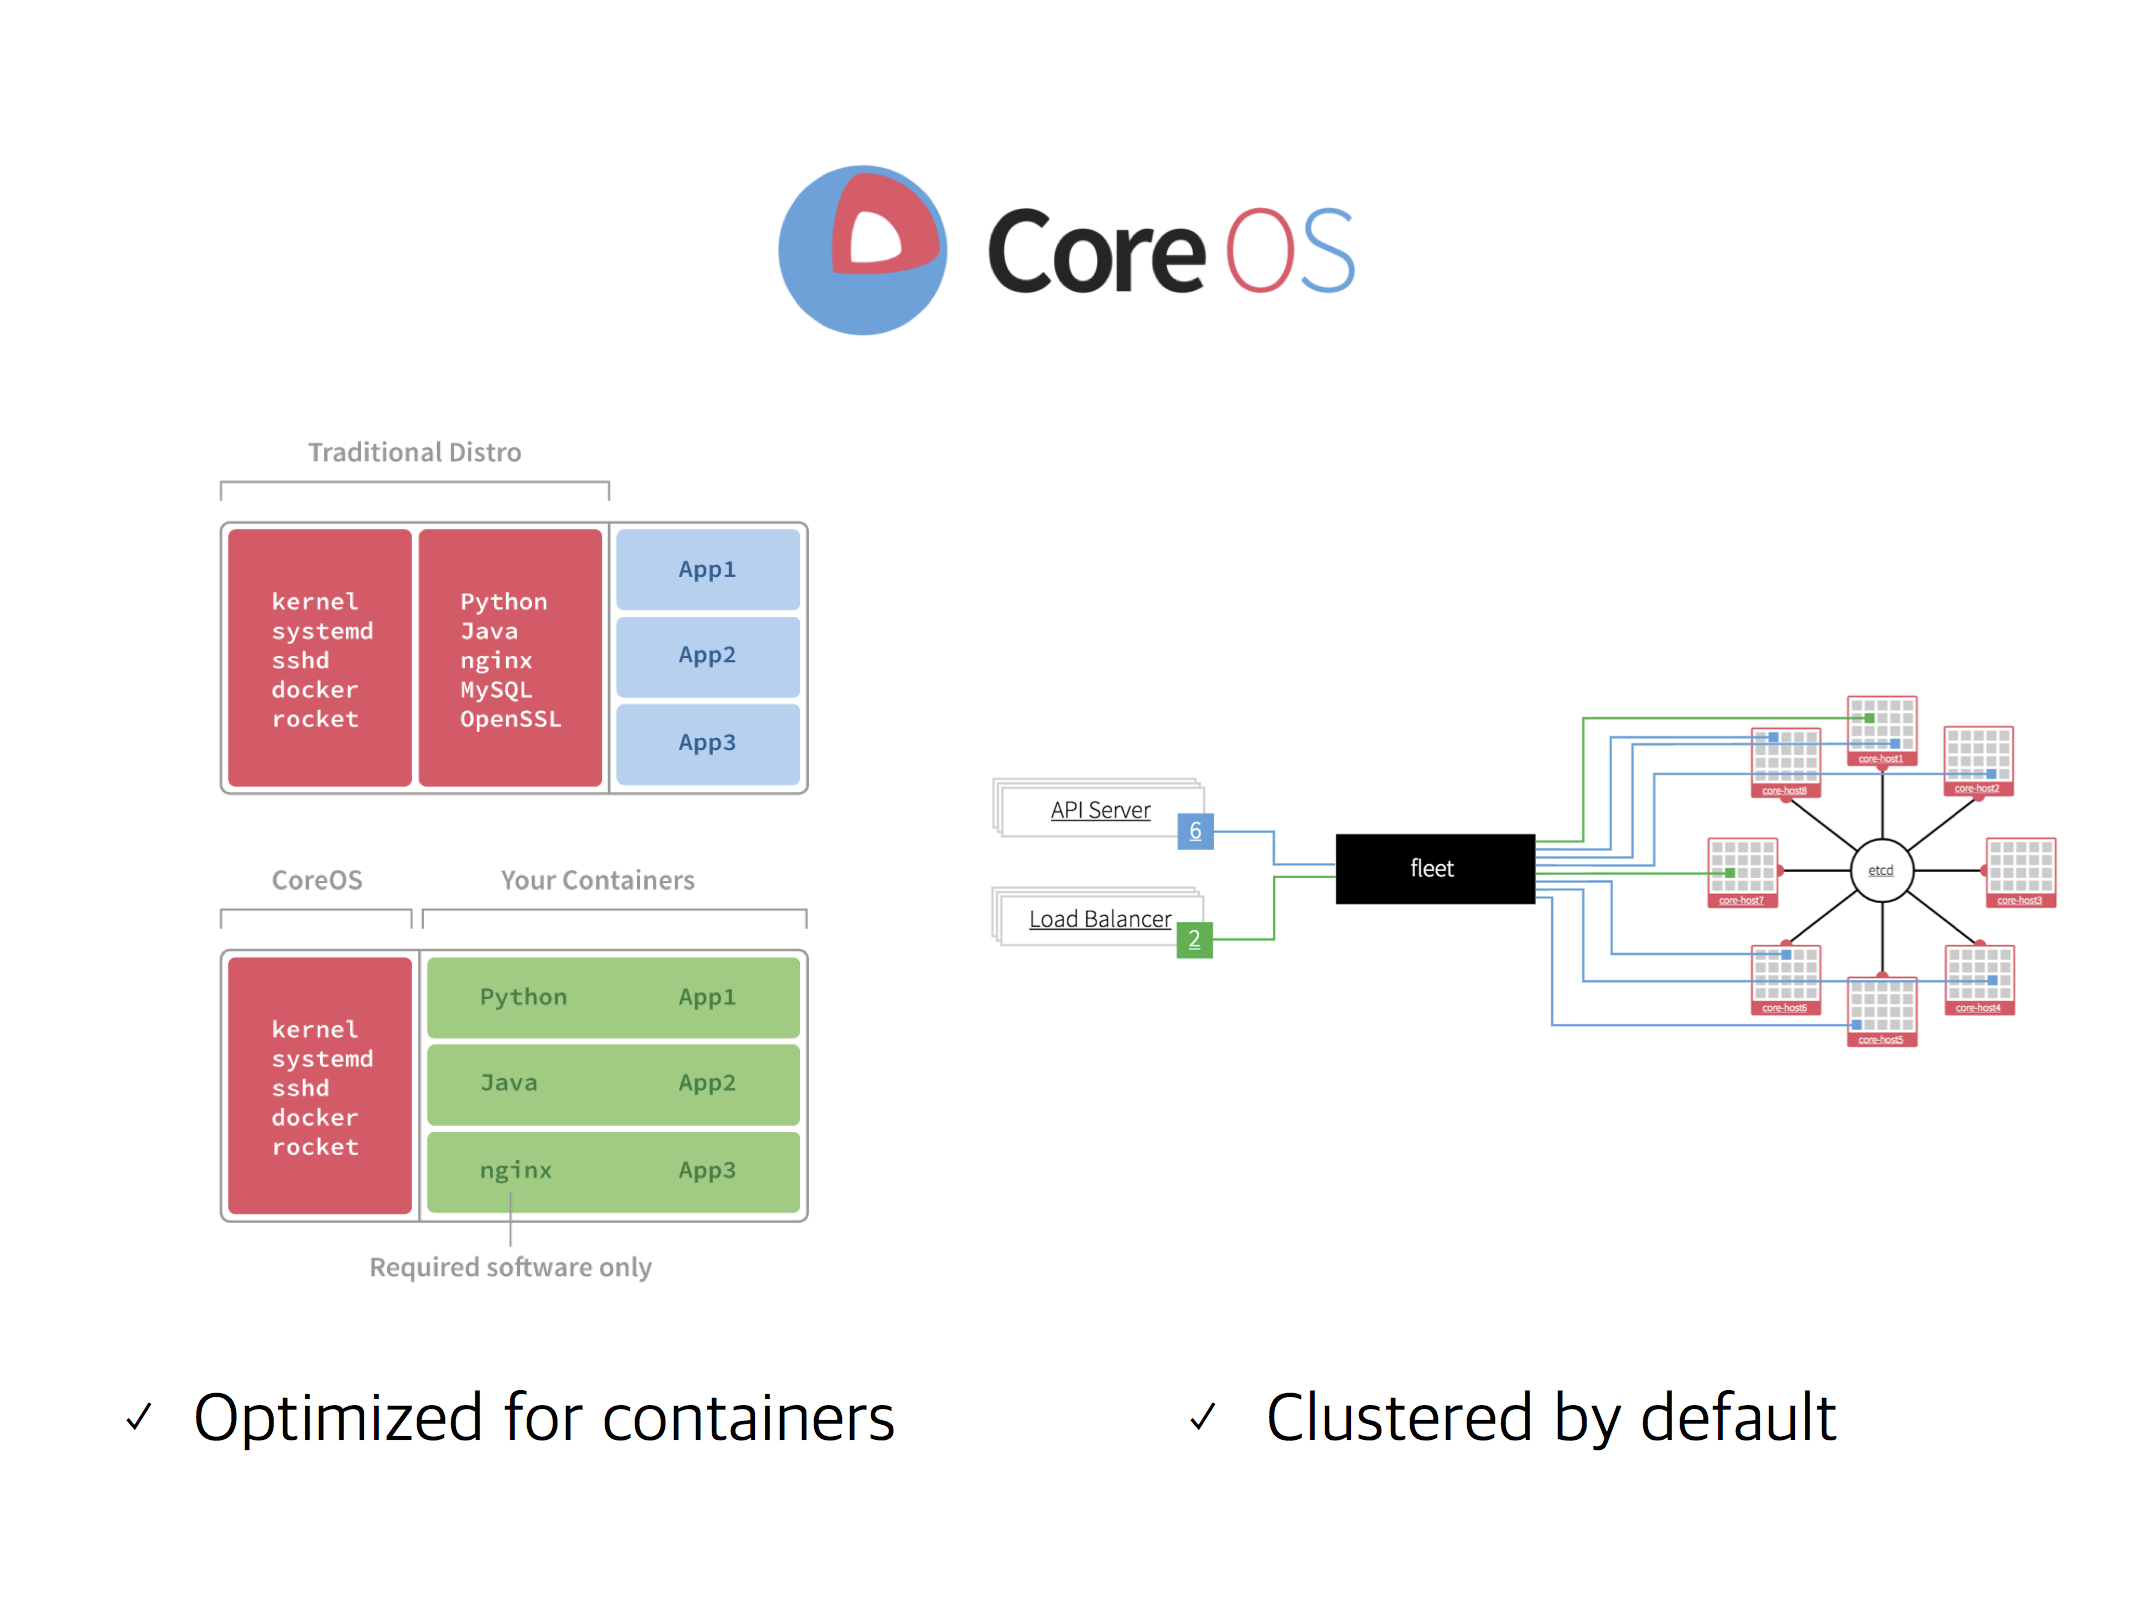 Core OS
Traditional Distro
kernel
systemd
sshd
docker
rocket
Python
Java
nginx
MySQL
OpenSSL
App1
App2
App3
CoreOS
Your Containers
kernel
systemd
sshd
docker
rocket
Python App1
Java App2
nginx App3
Required software only
API Server
6
Load Balancer
2
fleet
core-host1
core-host8
core-host2
etcd
core-host7
core-host3
core-host6
core-host4
core-host5
✓ Optimized for containers
✓ Clustered by default